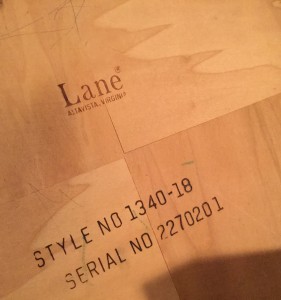 Lane®
ALTAVISTA, VIRGINIA
STYLE NO 1340-18
SERIAL NO 2270201